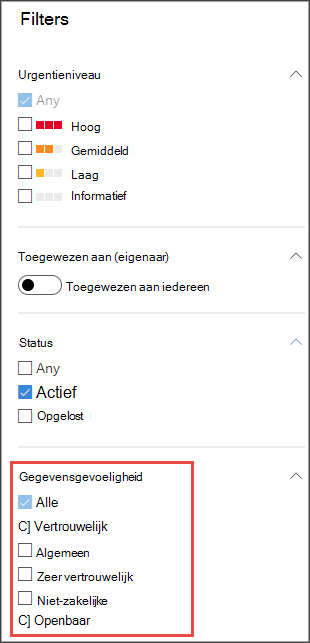 Filters
Urgentieniveau
Any
Hoog
Gemiddeld
Laag
Informatief
Toegewezen aan (eigenaar)
Toegewezen aan iedereen
Status
Any
Actief
Opgelost
Gegevensgevoeligheid
Alle
C] Vertrouwelijk
Algemeen
Zeer vertrouwelijk
Niet-zakelijke
C] Openbaar